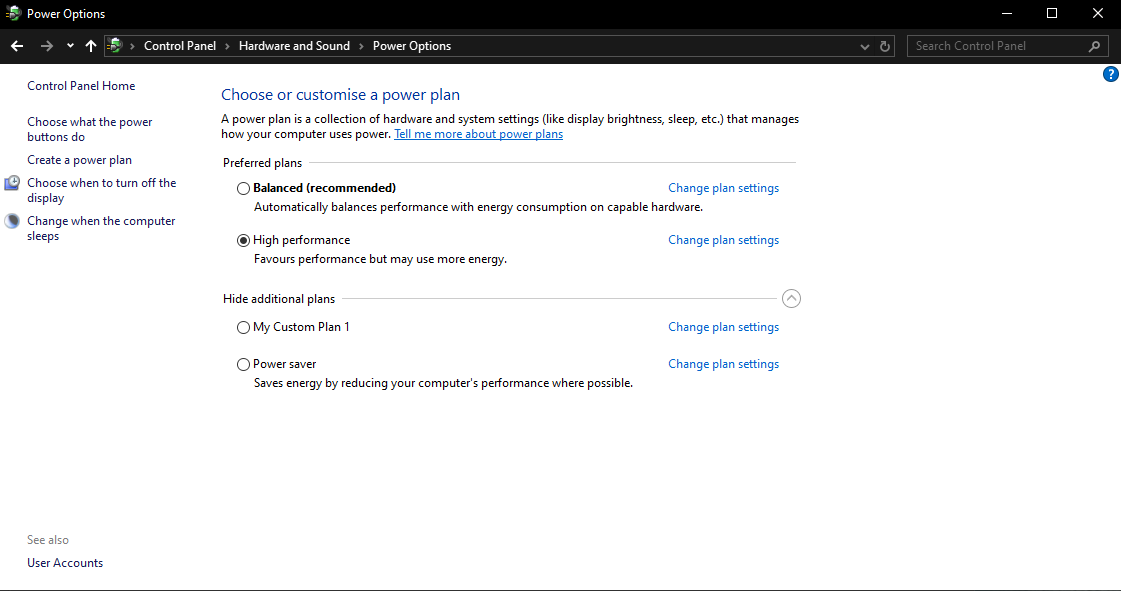 Power Options
Control Panel
Hardware and Sound
Power Options
Search Control Panel
?
Control Panel Home
Choose what the power
buttons do
Create a power plan
Choose when to turn off the
display
Change when the computer
sleeps
Choose or customise a power plan
A power plan is a collection of hardware and system settings (like display brightness, sleep, etc.) that manages
how your computer uses power. Tell me more about power plans
Preferred plans
Balanced (recommended) Change plan settings
Automatically balances performance with energy consumption on capable hardware.
High performance Change plan settings
Favours performance but may use more energy.
Hide additional plans
My Custom Plan 1 Change plan settings
Power saver Change plan settings
Saves energy by reducing your computer's performance where possible.
See also
User Accounts